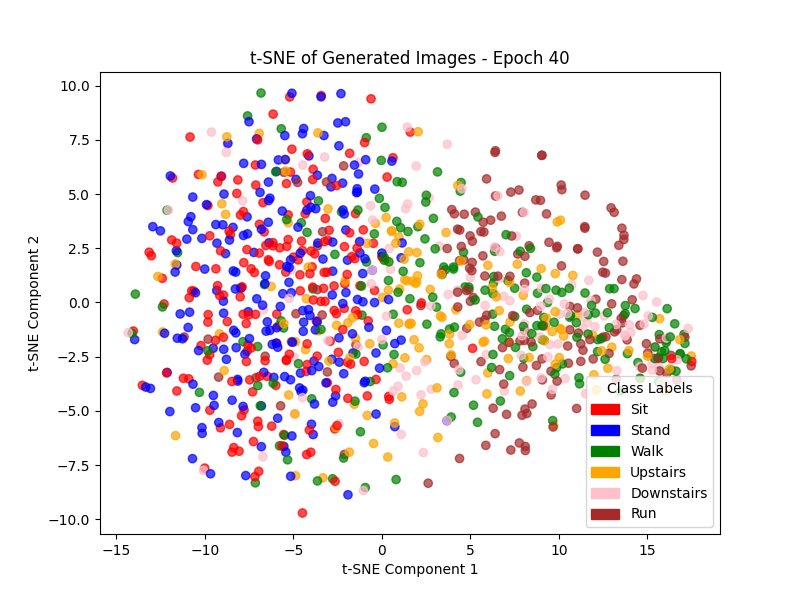 t-SNE of Generated Images - Epoch 40
10.0
7.5
5.0
2.5
0.0
−2.5
−5.0
−7.5
−10.0
t-SNE Component 2
Class Labels
Sit
Stand
Walk
Upstairs
Downstairs
Run
−15
−10
−5
0
5
10
15
t-SNE Component 1